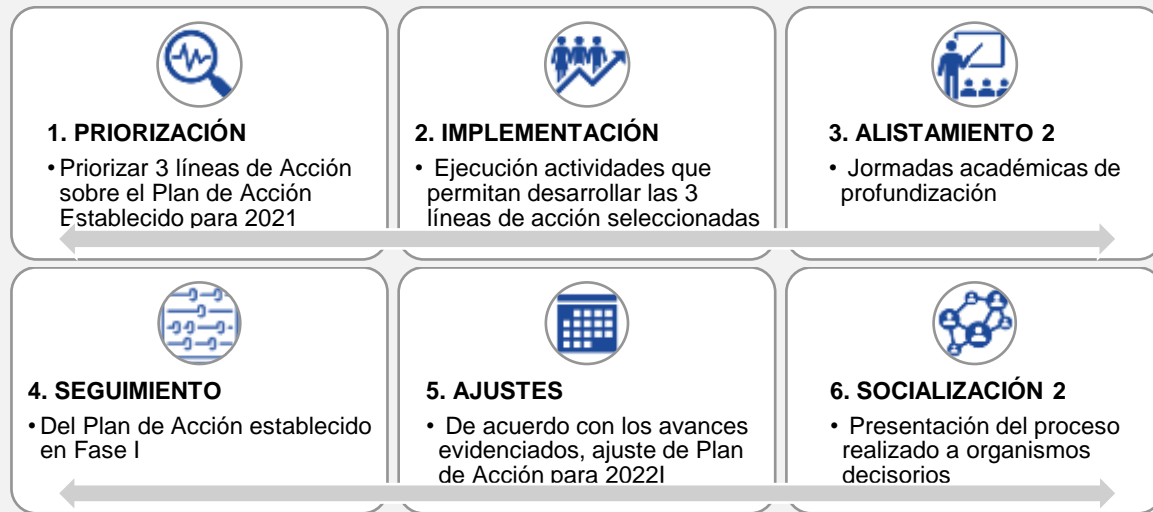 1. PRIORIZACIÓN
• Priorizar 3 líneas de Acción
sobre el Plan de Acción
Establecido para 2021
2. IMPLEMENTACIÓN
• Ejecución actividades que
permitan desarrollar las 3
líneas de acción seleccionadas
3. ALISTAMIENTO 2
• Jormadas académicas de
profundización
4. SEGUIMIENTO
• Del Plan de Acción establecido
en Fase I
5. AJUSTES
• De acuerdo con los avances
evidenciados, ajuste de Plan
de Acción para 2022I
6. SOCIALIZACIÓN 2
• Presentación del proceso
realizado a organismos
decisorios